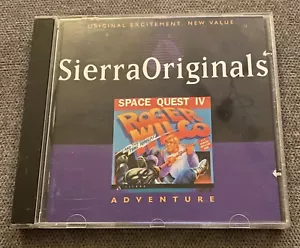 ORIGINAL EXCITEMENT. NEW VALUE
SierraOriginals
SPACE QUEST IV
ROGER
WILCO
ADVENTURE